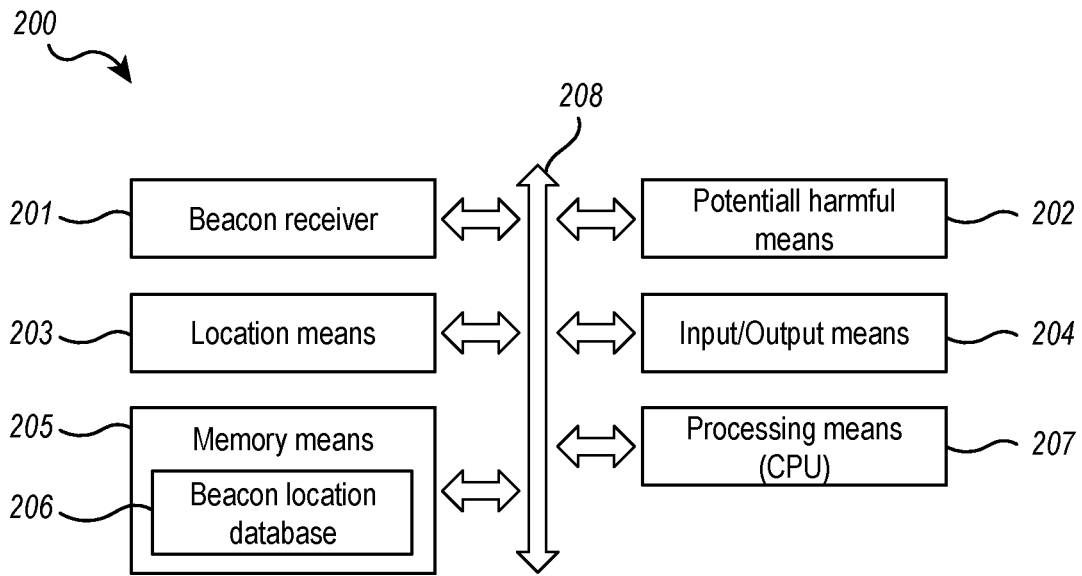 200
208
201
Beacon receiver
Potentiall harmful
means
202
203
Location means
Input/Output means
204
205
Memory means
Processing means
(CPU)
207
206
Beacon location
database